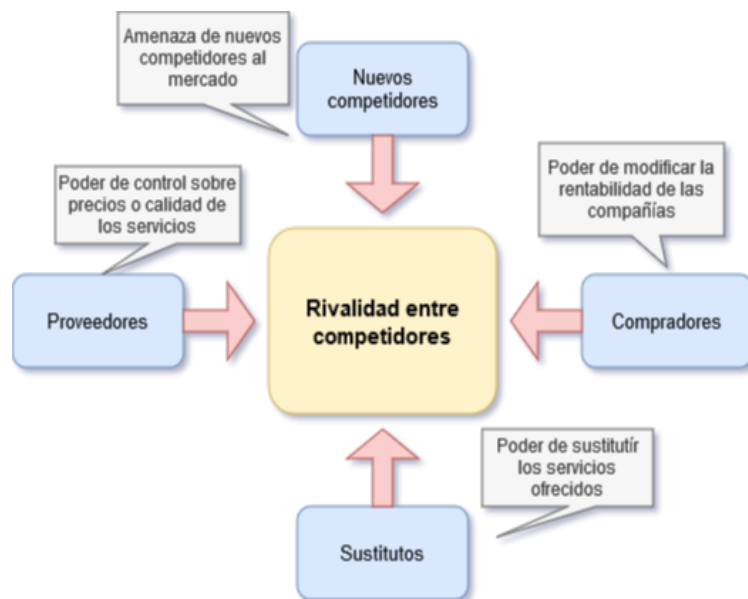 Amenaza de nuevos
competidores al
mercado
Nuevos
competidores
Poder de control sobre
precios o calidad de
los servicios
Poder de modificar la
rentabilidad de las
compañías
Proveedores
Rivalidad entre
competidores
Compradores
Poder de sustitutír
los servicios
ofrecidos
Sustitutos